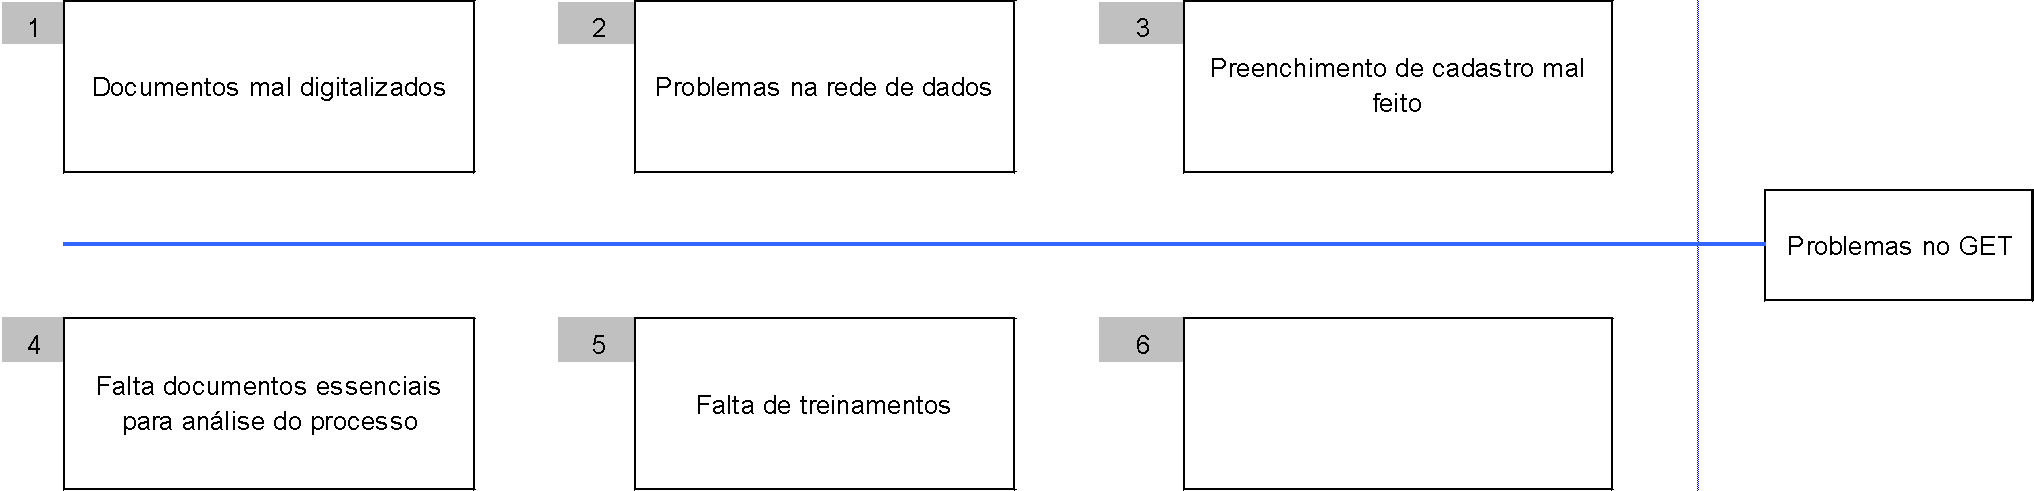 1
Documentos mal digitalizados
2
Problemas na rede de dados
3
Preenchimento de cadastro mal
feito
Problemas no GET
4
Falta documentos essenciais
para análise do processo
5
Falta de treinamentos
6